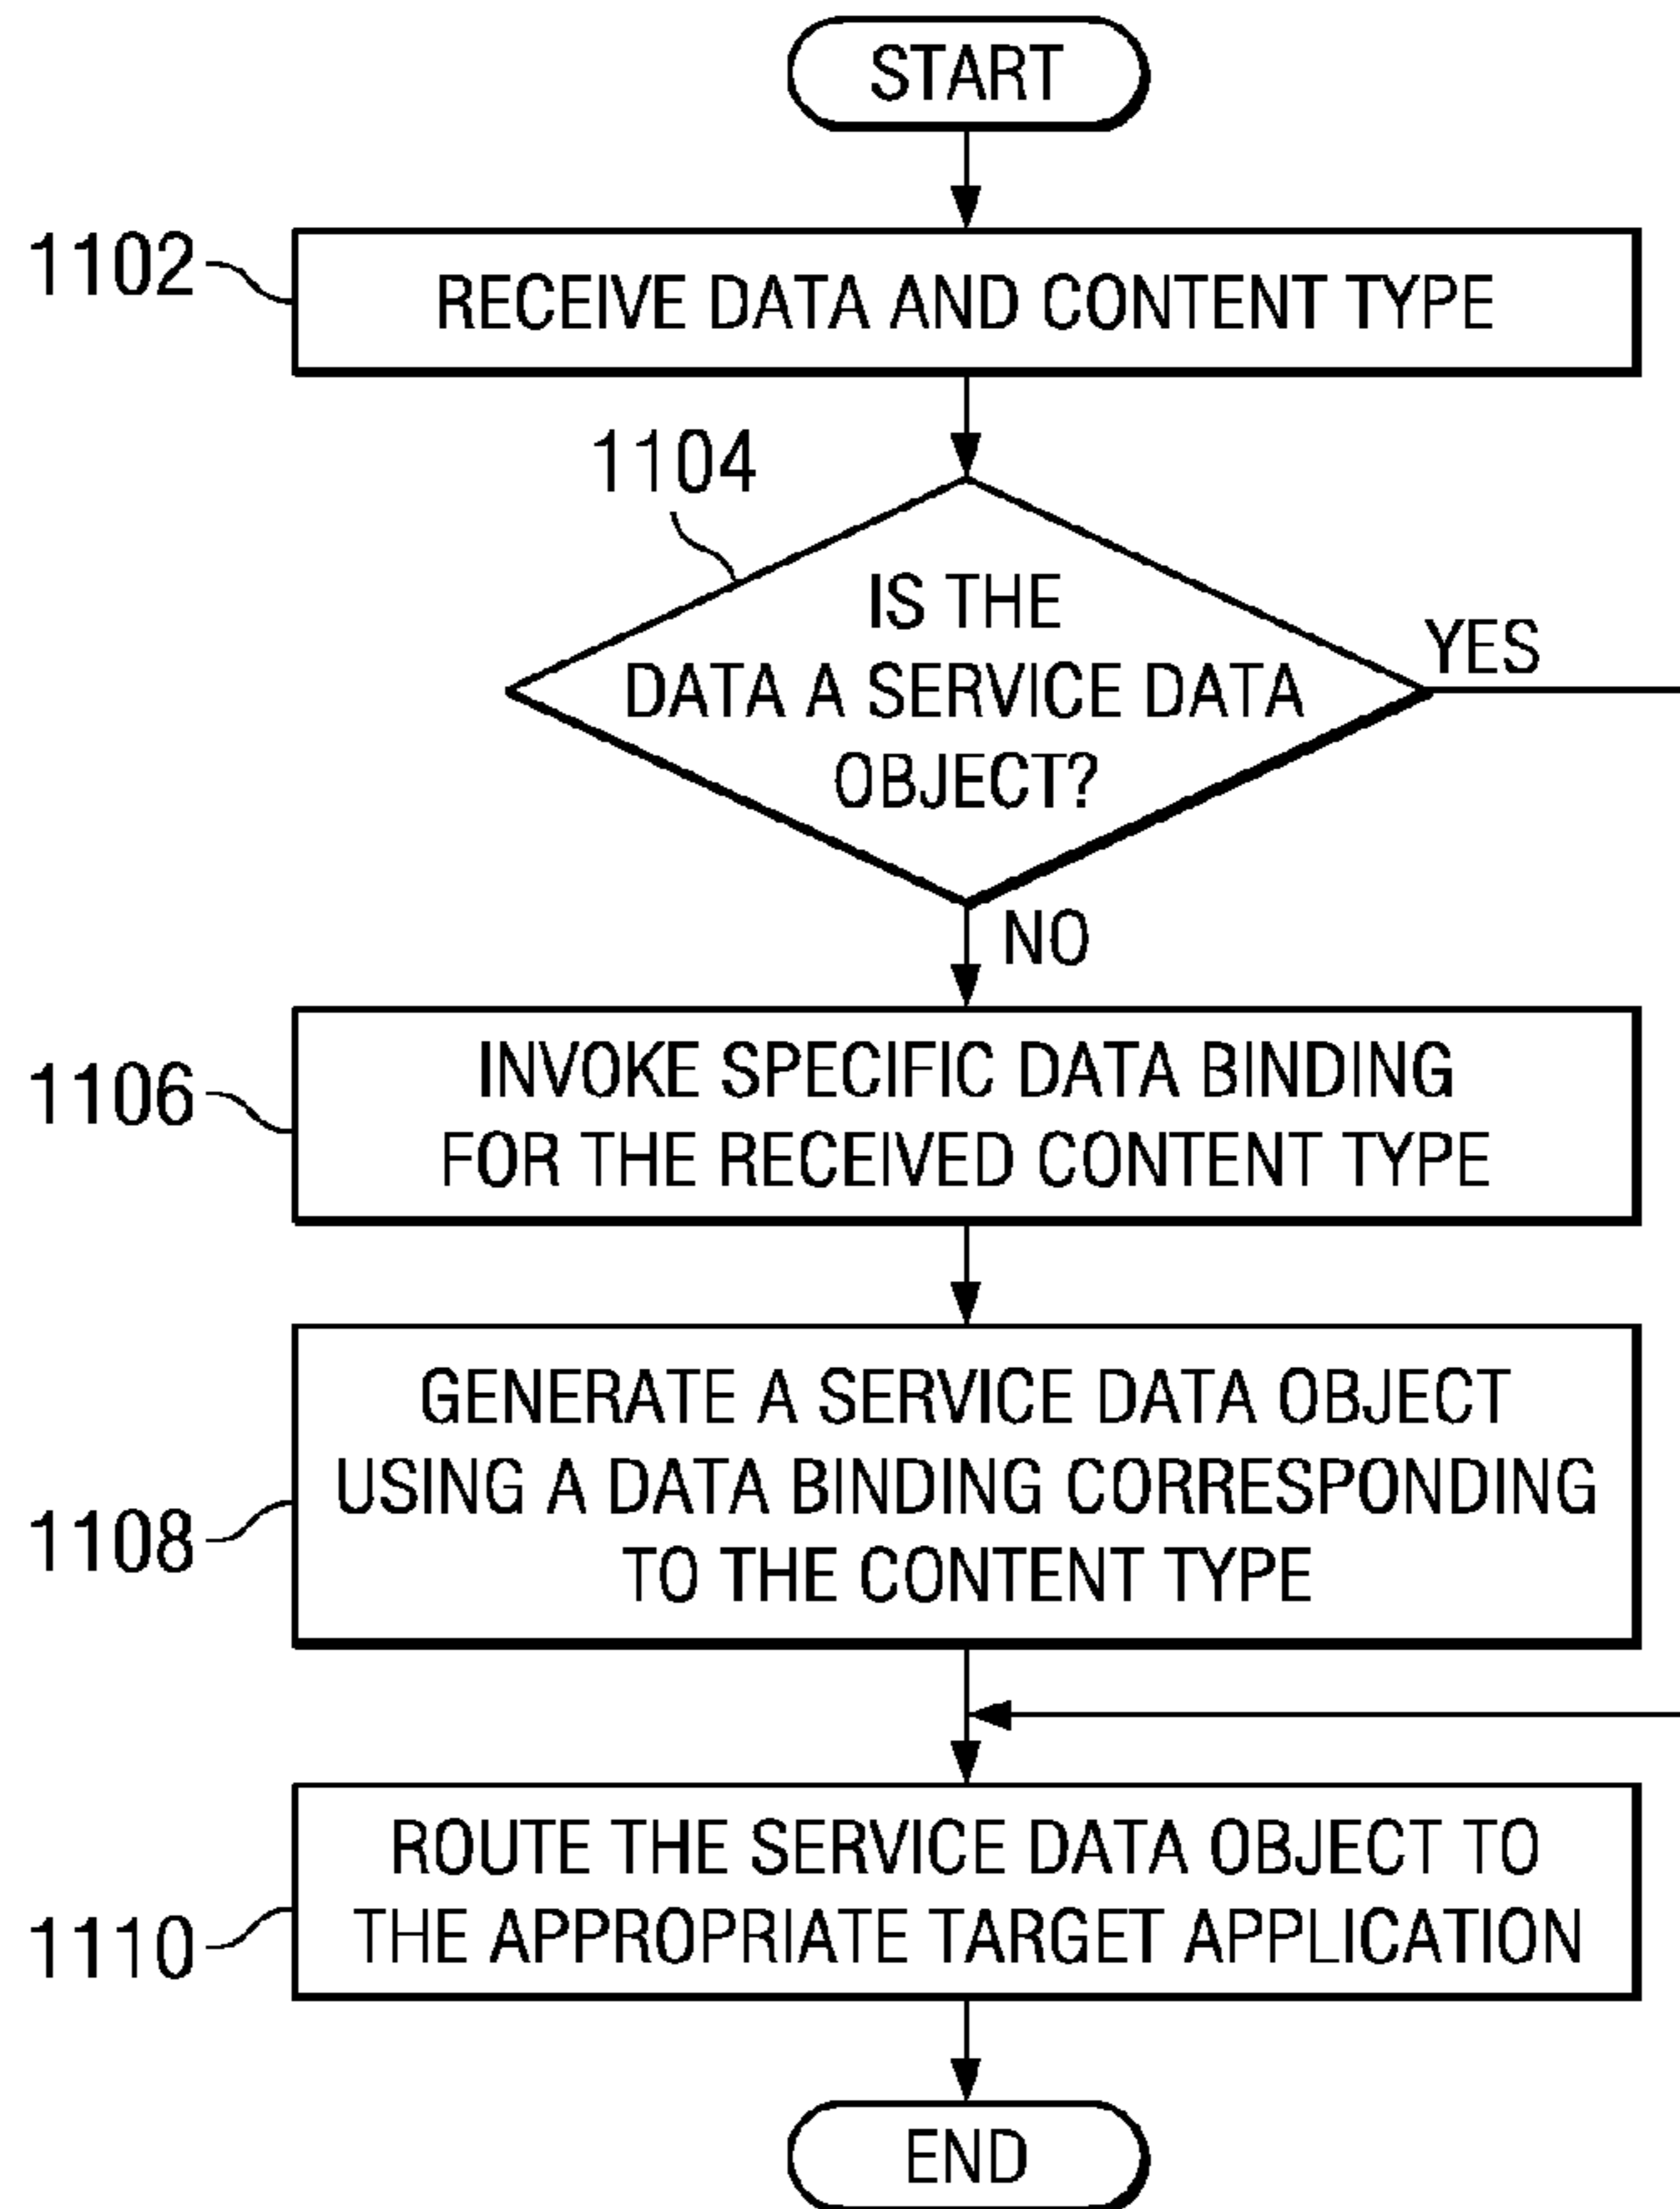 START
1102
RECEIVE DATA AND CONTENT TYPE
1104
IS THE
DATA A SERVICE DATA
OBJECT?
YES
NO
1106
INVOKE SPECIFIC DATA BINDING
FOR THE RECEIVED CONTENT TYPE
1108
GENERATE A SERVICE DATA OBJECT
USING A DATA BINDING CORRESPONDING
TO THE CONTENT TYPE
1110
ROUTE THE SERVICE DATA OBJECT TO
THE APPROPRIATE TARGET APPLICATION
END